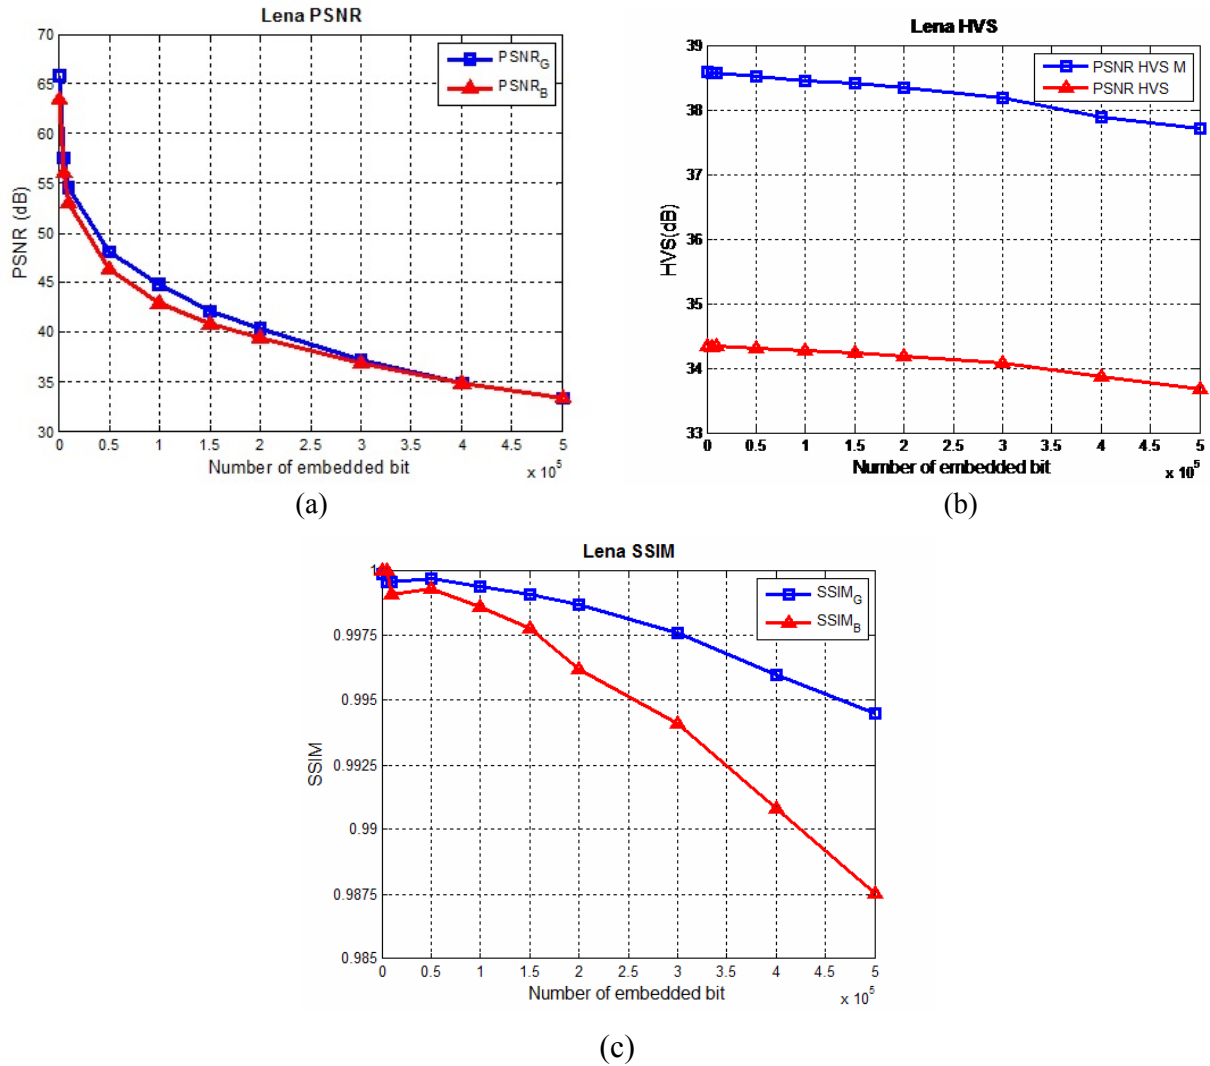 Lena PSNR
70
65
60
55
50
45
40
35
30
PSNR (dB)
PSNR_G
PSNR_B
0 0.5 1 1.5 2 2.5 3 3.5 4 4.5 5
Number of embedded bit
x 10^5
(a)
Lena HVS
39
38
37
36
35
34
33
HVS(dB)
PSNR HVS M
PSNR HVS
0 0.5 1 1.5 2 2.5 3 3.5 4 4.5 5
Number of embedded bit
x 10^5
(b)
Lena SSIM
1
0.9975
0.995
0.9925
0.99
0.9875
0.985
SSIM
SSIM_G
SSIM_B
0 0.5 1 1.5 2 2.5 3 3.5 4 4.5 5
Number of embedded bit
x 10^5
(c)